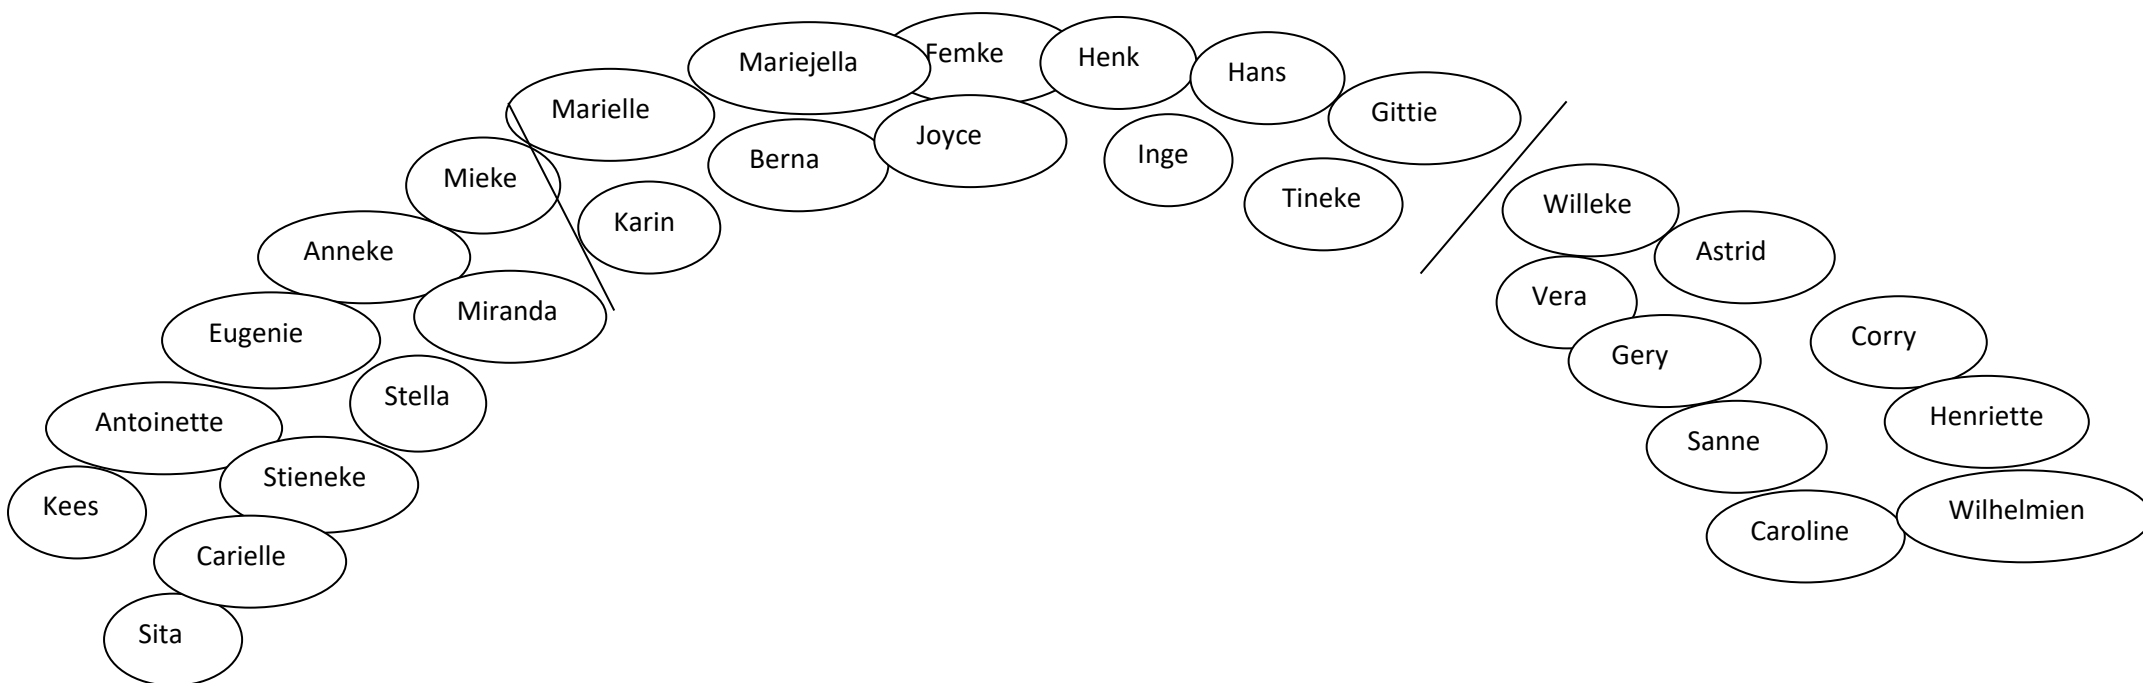 Femke
Mariejella
Henk
Hans
Marielle
Gittie
Joyce
Berna
Inge
Mieke
Tineke
Willeke
Karin
Anneke
Astrid
Vera
Miranda
Eugenie
Corry
Gery
Stella
Henriette
Antoinette
Sanne
Stieneke
Kees
Wilhelmien
Caroline
Carielle
Sita